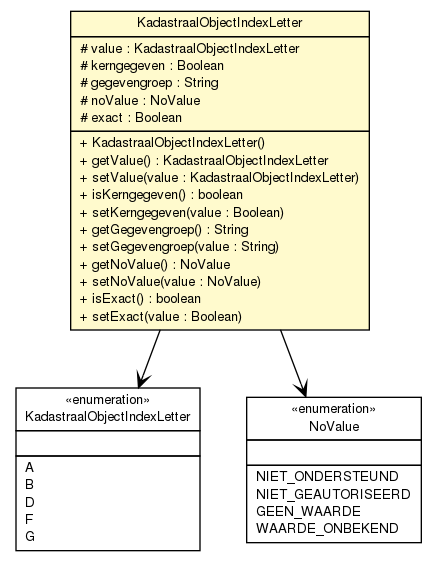 KadastraalObjectIndexLetter
# value : KadastraalObjectIndexLetter
# kerngegeven : Boolean
# gegevengroep : String
# noValue : NoValue
# exact : Boolean
+ KadastraalObjectIndexLetter()
+ getValue() : KadastraalObjectIndexLetter
+ setValue(value : KadastraalObjectIndexLetter)
+ isKerngegeven() : boolean
+ setKerngegeven(value : Boolean)
+ getGegevengroep() : String
+ setGegevengroep(value : String)
+ getNoValue() : NoValue
+ setNoValue(value : NoValue)
+ isExact() : boolean
+ setExact(value : Boolean)
«enumeration»
KadastraalObjectIndexLetter
A
B
D
F
G
«enumeration»
NoValue
NIET_ONDERSTEUND
NIET_GEAUTORISEERD
GEEN_WAARDE
WAARDE_ONBEKEND